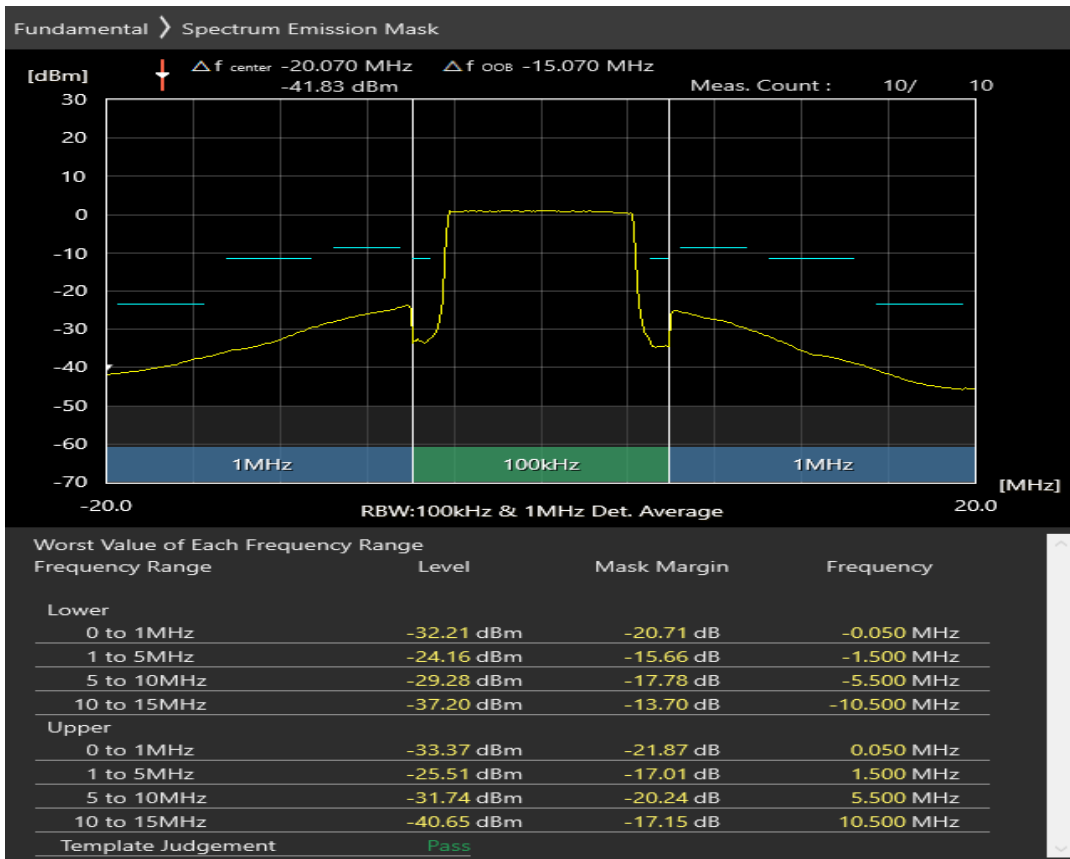 Fundamental ❯ Spectrum Emission Mask
[dBm] △f center -20.070 MHz △f OOB -15.070 MHz
-41.83 dBm Meas. Count : 10/ 10
30
20
10
0
-10
-20
-30
-40
-50
-60
1MHz 100kHz 1MHz
-70 [MHz]
-20.0 RBW:100kHz & 1MHz Det. Average 20.0
Worst Value of Each Frequency Range
Frequency Range Level Mask Margin Frequency
Lower
0 to 1MHz -32.21 dBm -20.71 dB -0.050 MHz
1 to 5MHz -24.16 dBm -15.66 dB -1.500 MHz
5 to 10MHz -29.28 dBm -17.78 dB -5.500 MHz
10 to 15MHz -37.20 dBm -13.70 dB -10.500 MHz
Upper
0 to 1MHz -33.37 dBm -21.87 dB 0.050 MHz
1 to 5MHz -25.51 dBm -17.01 dB 1.500 MHz
5 to 10MHz -31.74 dBm -20.24 dB 5.500 MHz
10 to 15MHz -40.65 dBm -17.15 dB 10.500 MHz
Template Judgement Pass